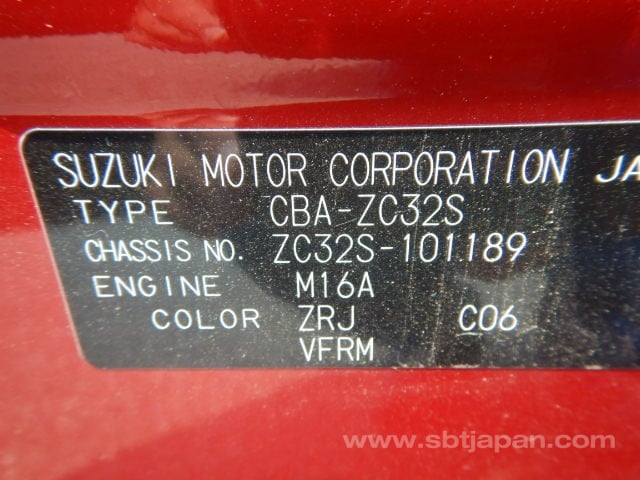 SUZUKI MOTOR CORPORATION JA
TYPE CBA-ZC32S
CHASSIS NO. ZC32S-101189
ENGINE M16A
COLOR ZRJ C06
VFRM
www.sbtjapan.com